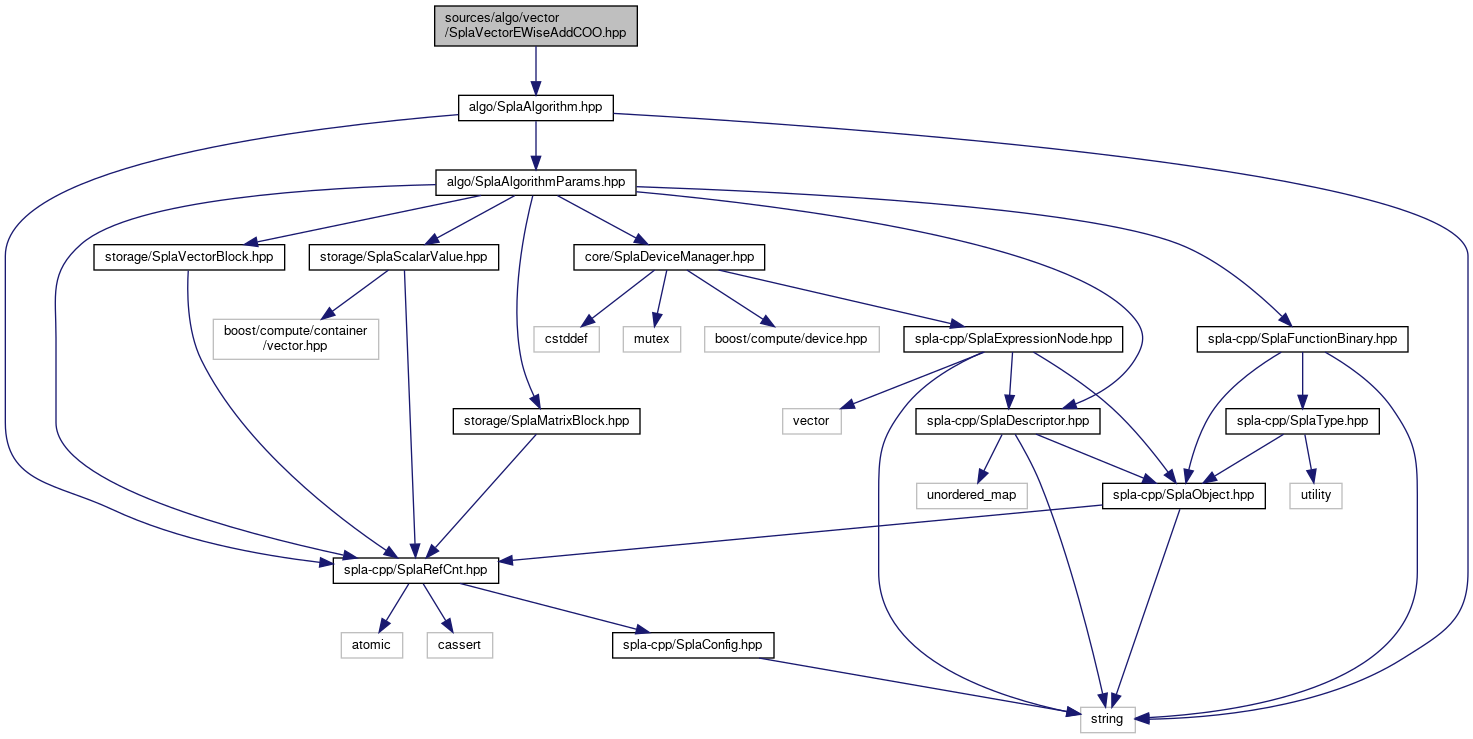 sources/algo/vector
/SplaVectorEWiseAddCOO.hpp
algo/SplaAlgorithm.hpp
algo/SplaAlgorithmParams.hpp
storage/SplaVectorBlock.hpp
storage/SplaScalarValue.hpp
core/SplaDeviceManager.hpp
boost/compute/container
/vector.hpp
cstddef
mutex
boost/compute/device.hpp
spla-cpp/SplaExpressionNode.hpp
spla-cpp/SplaFunctionBinary.hpp
storage/SplaMatrixBlock.hpp
vector
spla-cpp/SplaDescriptor.hpp
spla-cpp/SplaType.hpp
unordered_map
spla-cpp/SplaObject.hpp
utility
spla-cpp/SplaRefCnt.hpp
atomic
cassert
spla-cpp/SplaConfig.hpp
string